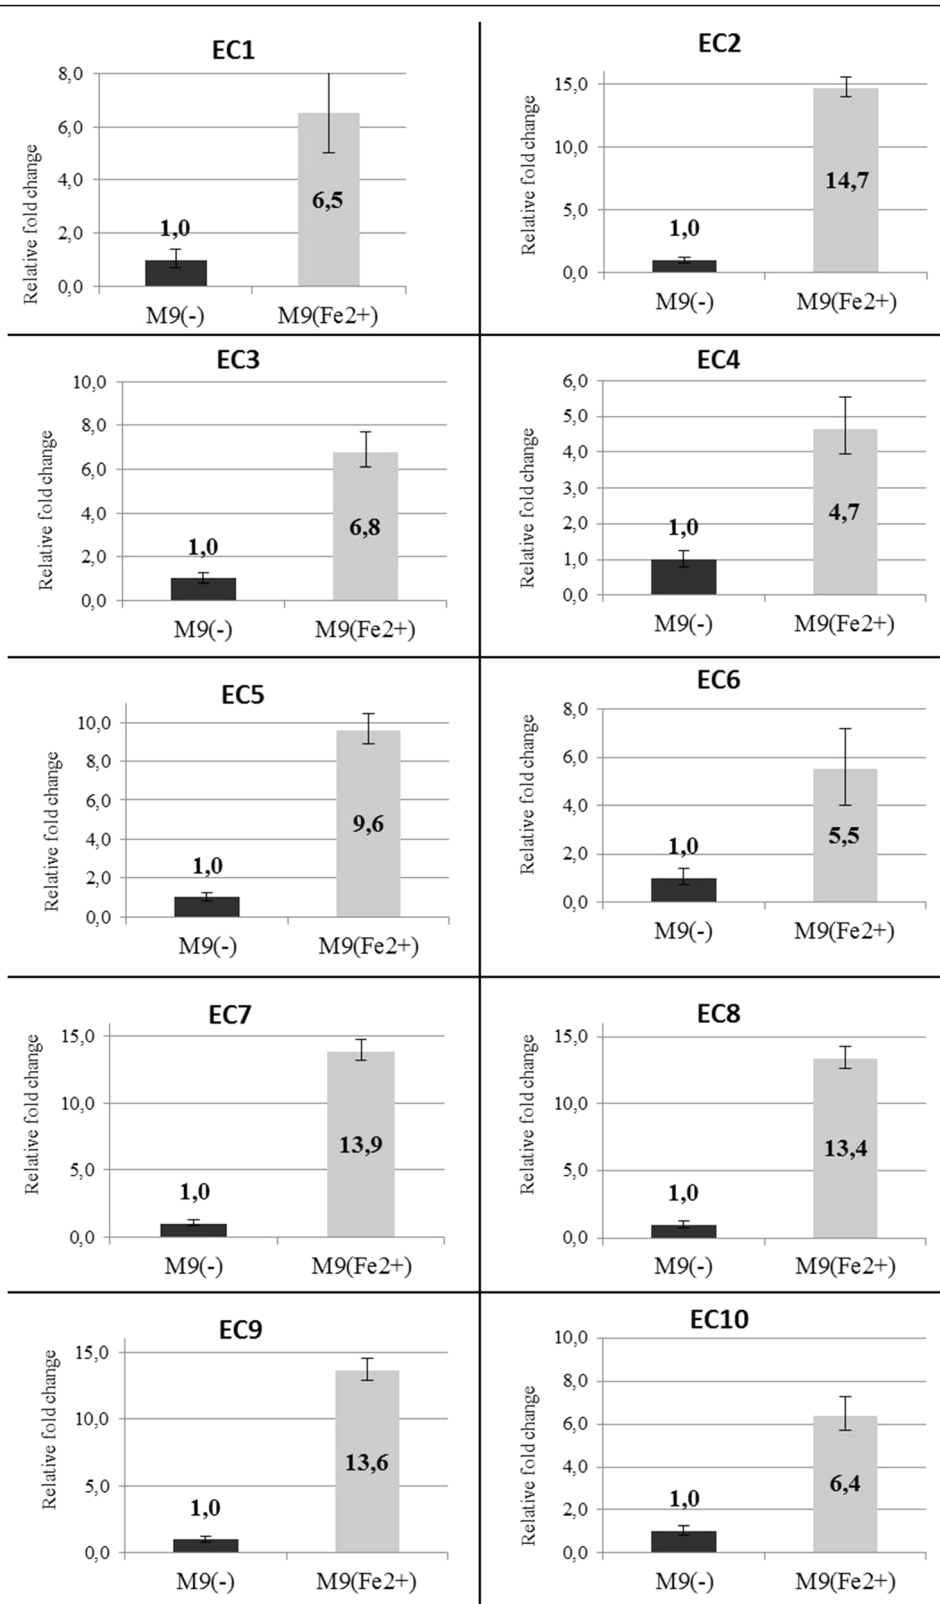 EC1
Relative fold change
8,0
6,0
4,0
2,0
0,0
1,0
6,5
M9(-)
M9(Fe2+)
EC2
Relative fold change
15,0
10,0
5,0
0,0
1,0
14,7
M9(-)
M9(Fe2+)
EC3
Relative fold change
10,0
8,0
6,0
4,0
2,0
0,0
1,0
6,8
M9(-)
M9(Fe2+)
EC4
Relative fold change
6,0
5,0
4,0
3,0
2,0
1,0
0,0
1,0
4,7
M9(-)
M9(Fe2+)
EC5
Relative fold change
10,0
8,0
6,0
4,0
2,0
0,0
1,0
9,6
M9(-)
M9(Fe2+)
EC6
Relative fold change
8,0
6,0
4,0
2,0
0,0
1,0
5,5
M9(-)
M9(Fe2+)
EC7
Relative fold change
15,0
10,0
5,0
0,0
1,0
13,9
M9(-)
M9(Fe2+)
EC8
Relative fold change
15,0
10,0
5,0
0,0
1,0
13,4
M9(-)
M9(Fe2+)
EC9
Relative fold change
15,0
10,0
5,0
0,0
1,0
13,6
M9(-)
M9(Fe2+)
EC10
Relative fold change
10,0
8,0
6,0
4,0
2,0
0,0
1,0
6,4
M9(-)
M9(Fe2+)